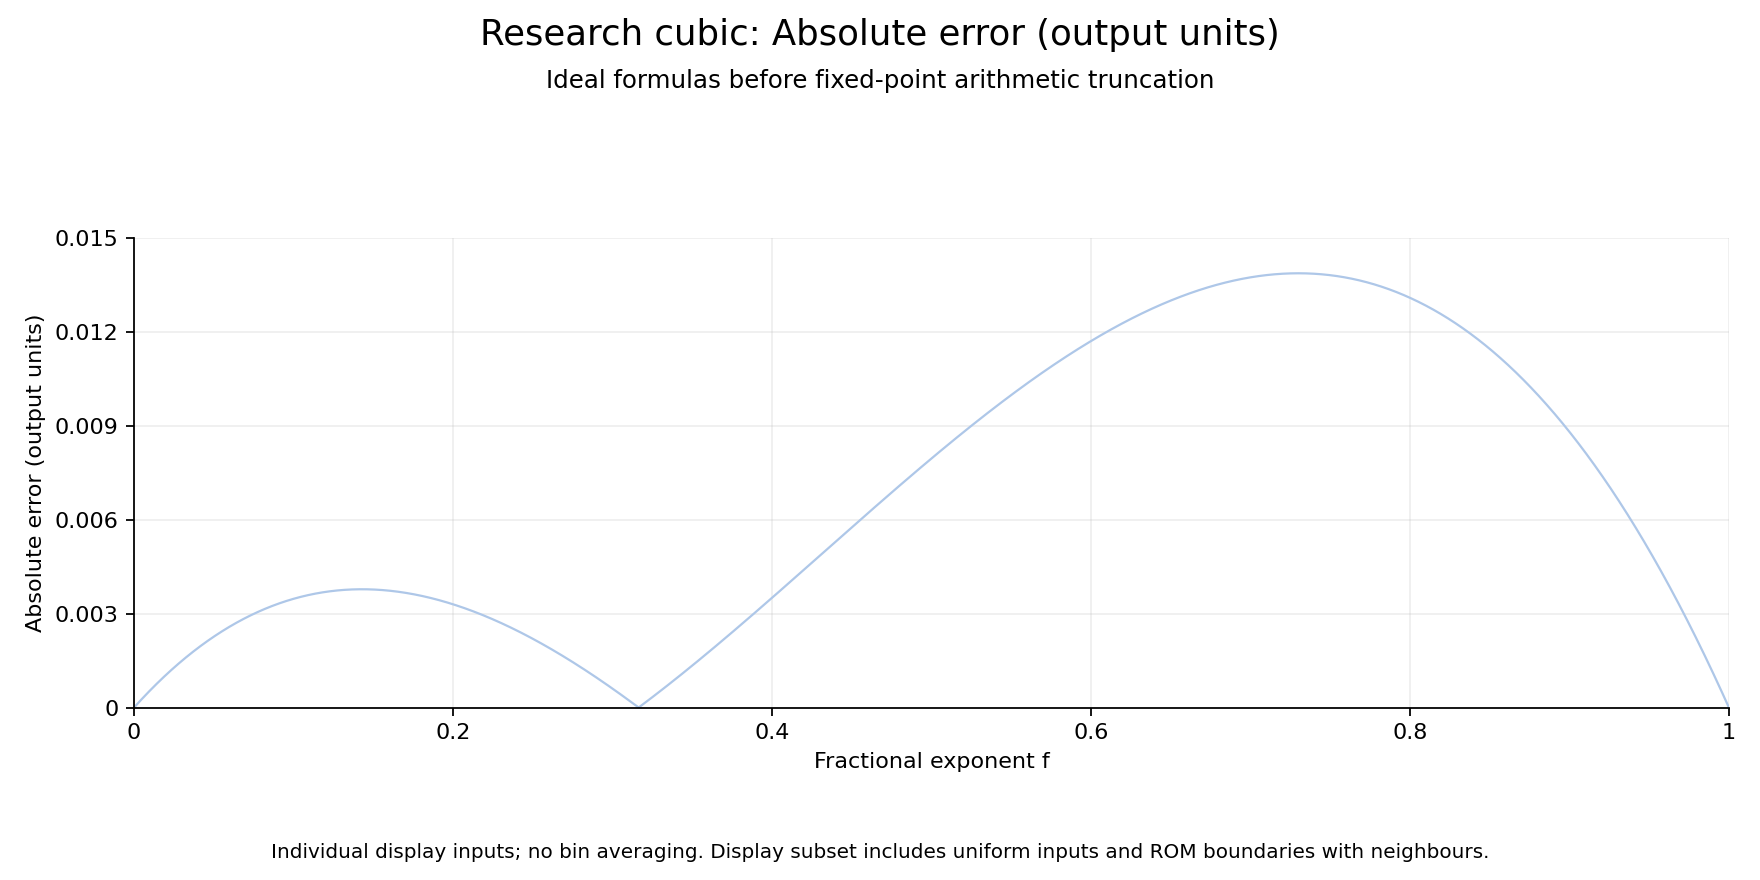 Research cubic: Absolute error (output units)
Ideal formulas before fixed-point arithmetic truncation
Absolute error (output units)
0.015
0.012
0.009
0.006
0.003
0
0 0.2 0.4 0.6 0.8 1
Fractional exponent f
Individual display inputs; no bin averaging. Display subset includes uniform inputs and ROM boundaries with neighbours.